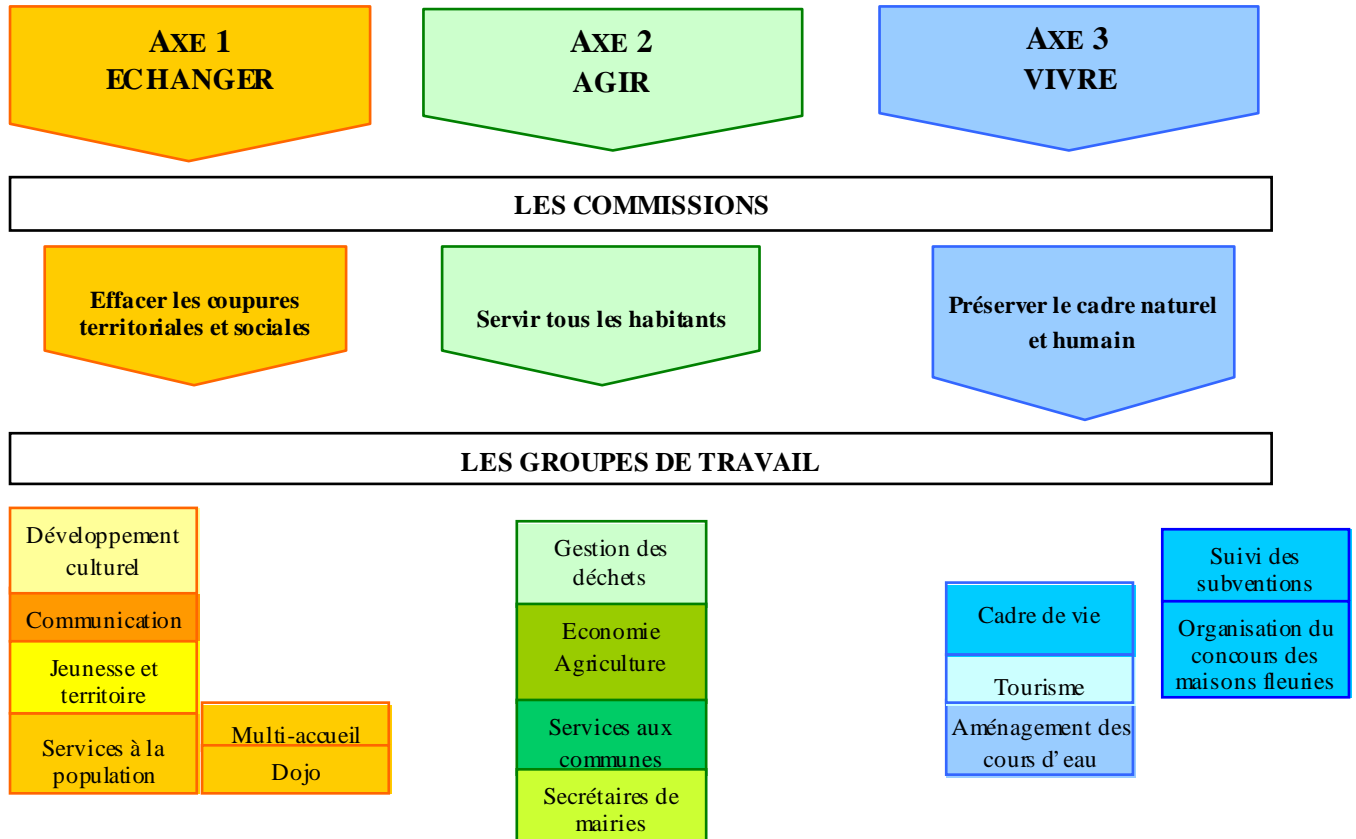 AXE 1
ECHANGER
AXE 2
AGIR
AXE 3
VIVRE
LES COMMISSIONS
Effacer les coupures
territoriales et sociales
Servir tous les habitants
Préserver le cadre naturel
et humain
LES GROUPES DE TRAVAIL
Développement
culturel
Communication
Jeunesse et
territoire
Services à la
population
Multi-accueil
Dojo
Gestion des
déchets
Economie
Agriculture
Services aux
communes
Secrétaires de
mairies
Cadre de vie
Tourisme
Aménagement des
cours d'eau
Suivi des
subventions
Organisation du
concours des
maisons fleuries